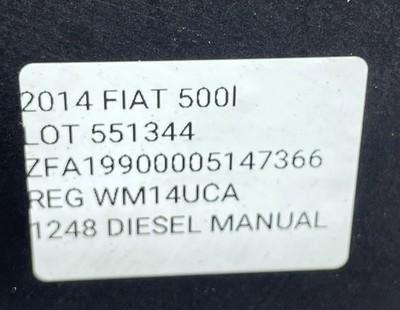 2014 FIAT 500l
LOT 551344
ZFA19900005147366
REG WM14UCA
1248 DIESEL MANUAL